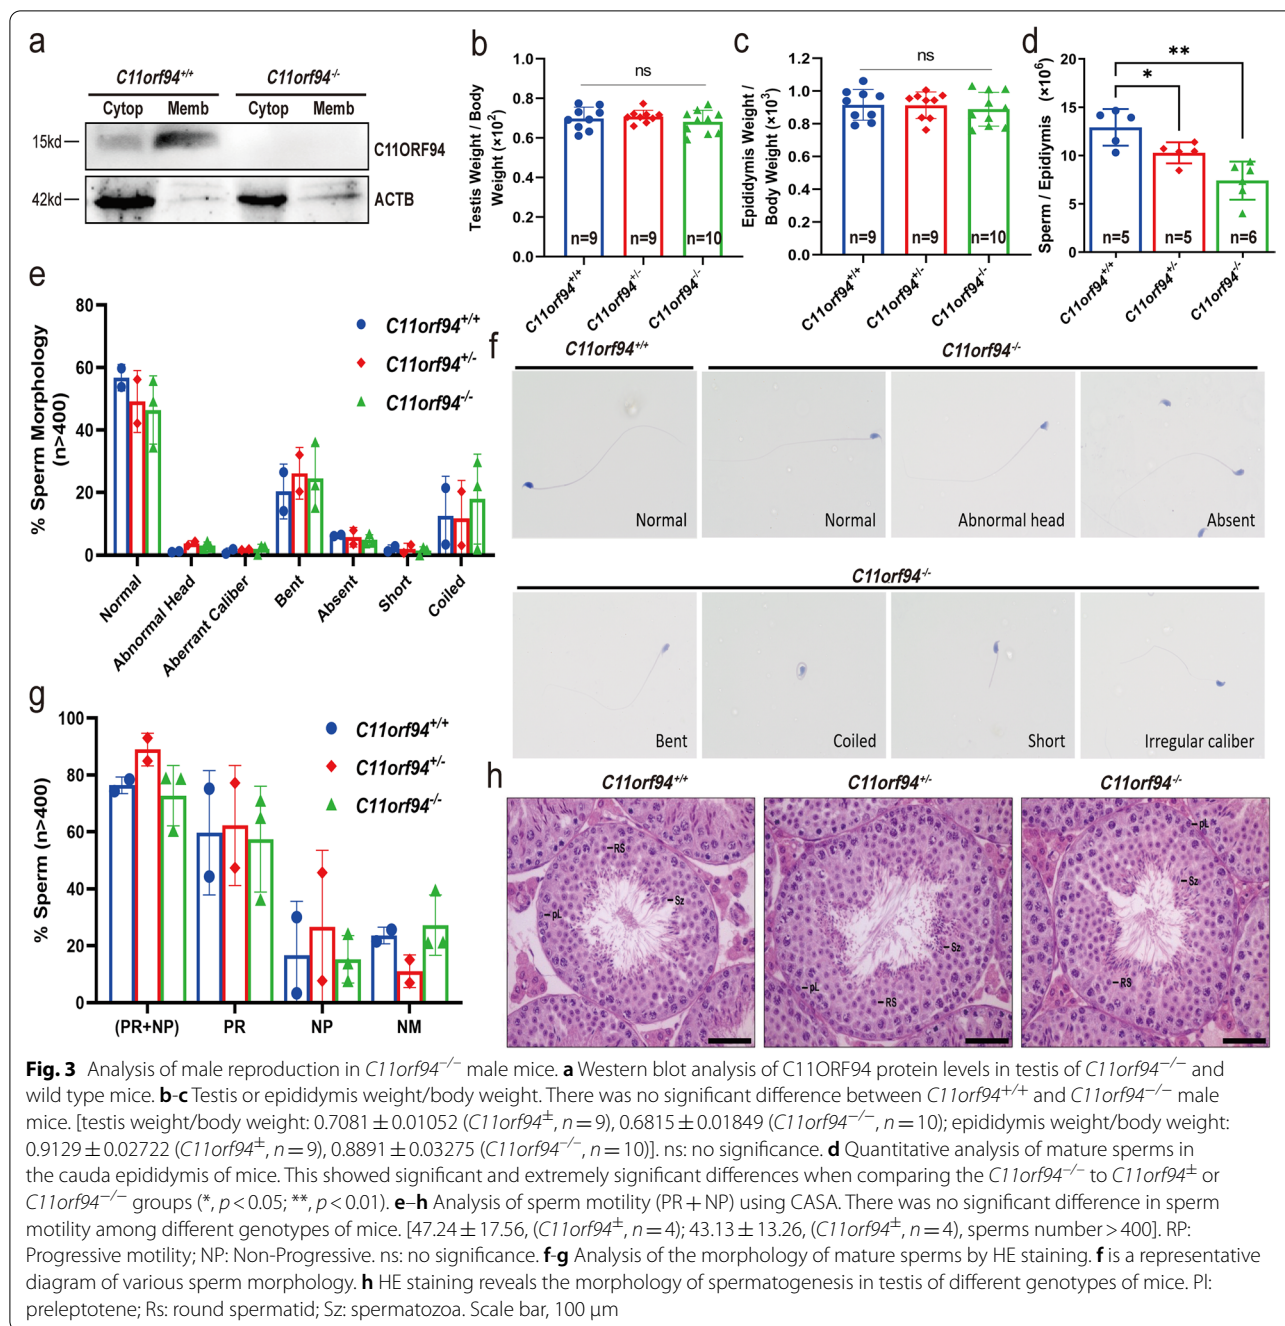 a
C11orf94+/+ C11orf94-/-
Cytop Memb Cytop Memb
15kd C11ORF94
42kd ACTB
b
Testis Weight / Body
Weight (×10²)
1.0
0.8
0.6
0.4
0.2
0.0
ns
n=9 n=9 n=10
C11orf94+/+ C11orf94+/- C11orf94-/-
c
Epididymis Weight /
Body Weight (×10³)
1.2
1.0
0.8
0.6
0.4
0.2
0.0
ns
n=9 n=9 n=10
C11orf94+/+ C11orf94+/- C11orf94-/-
d
Sperm / Epidiymis (×10⁶)
20
15
10
5
0
**
*
n=5 n=5 n=6
C11orf94+/+ C11orf94+/- C11orf94-/-
e
% Sperm Morphology
(n>400)
80
60
40
20
0
C11orf94+/+
C11orf94+/-
C11orf94-/-
Normal Abnormal Head Aberrant Caliber Bent Absent Short Coiled
f
C11orf94+/+ C11orf94-/-
Normal Normal Abnormal head Absent
C11orf94-/-
Bent Coiled Short Irregular caliber
g
% Sperm (n>400)
100
80
60
40
20
0
C11orf94+/+
C11orf94+/-
C11orf94-/-
(PR+NP) PR NP NM
h
C11orf94+/+ C11orf94+/- C11orf94-/-
RS Sz pL
Sz pL RS
pL Sz RS
Fig. 3 Analysis of male reproduction in C11orf94−/− male mice. a Western blot analysis of C11ORF94 protein levels in testis of C11orf94−/− and
wild type mice. b-c Testis or epididymis weight/body weight. There was no significant difference between C11orf94+/+ and C11orf94−/− male
mice. [testis weight/body weight: 0.7081 ± 0.01052 (C11orf94±, n = 9), 0.6815 ± 0.01849 (C11orf94−/−, n = 10); epididymis weight/body weight:
0.9129 ± 0.02722 (C11orf94±, n = 9), 0.8891 ± 0.03275 (C11orf94−/−, n = 10)]. ns: no significance. d Quantitative analysis of mature sperms in
the cauda epididymis of mice. This showed significant and extremely significant differences when comparing the C11orf94−/− to C11orf94± or
C11orf94−/− groups (*, p < 0.05; **, p < 0.01). e–h Analysis of sperm motility (PR + NP) using CASA. There was no significant difference in sperm
motility among different genotypes of mice. [47.24 ± 17.56, (C11orf94±, n = 4); 43.13 ± 13.26, (C11orf94±, n = 4), sperms number > 400]. RP:
Progressive motility; NP: Non-Progressive. ns: no significance. f-g Analysis of the morphology of mature sperms by HE staining. f is a representative
diagram of various sperm morphology. h HE staining reveals the morphology of spermatogenesis in testis of different genotypes of mice. Pl:
preleptotene; Rs: round spermatid; Sz: spermatozoa. Scale bar, 100 μm